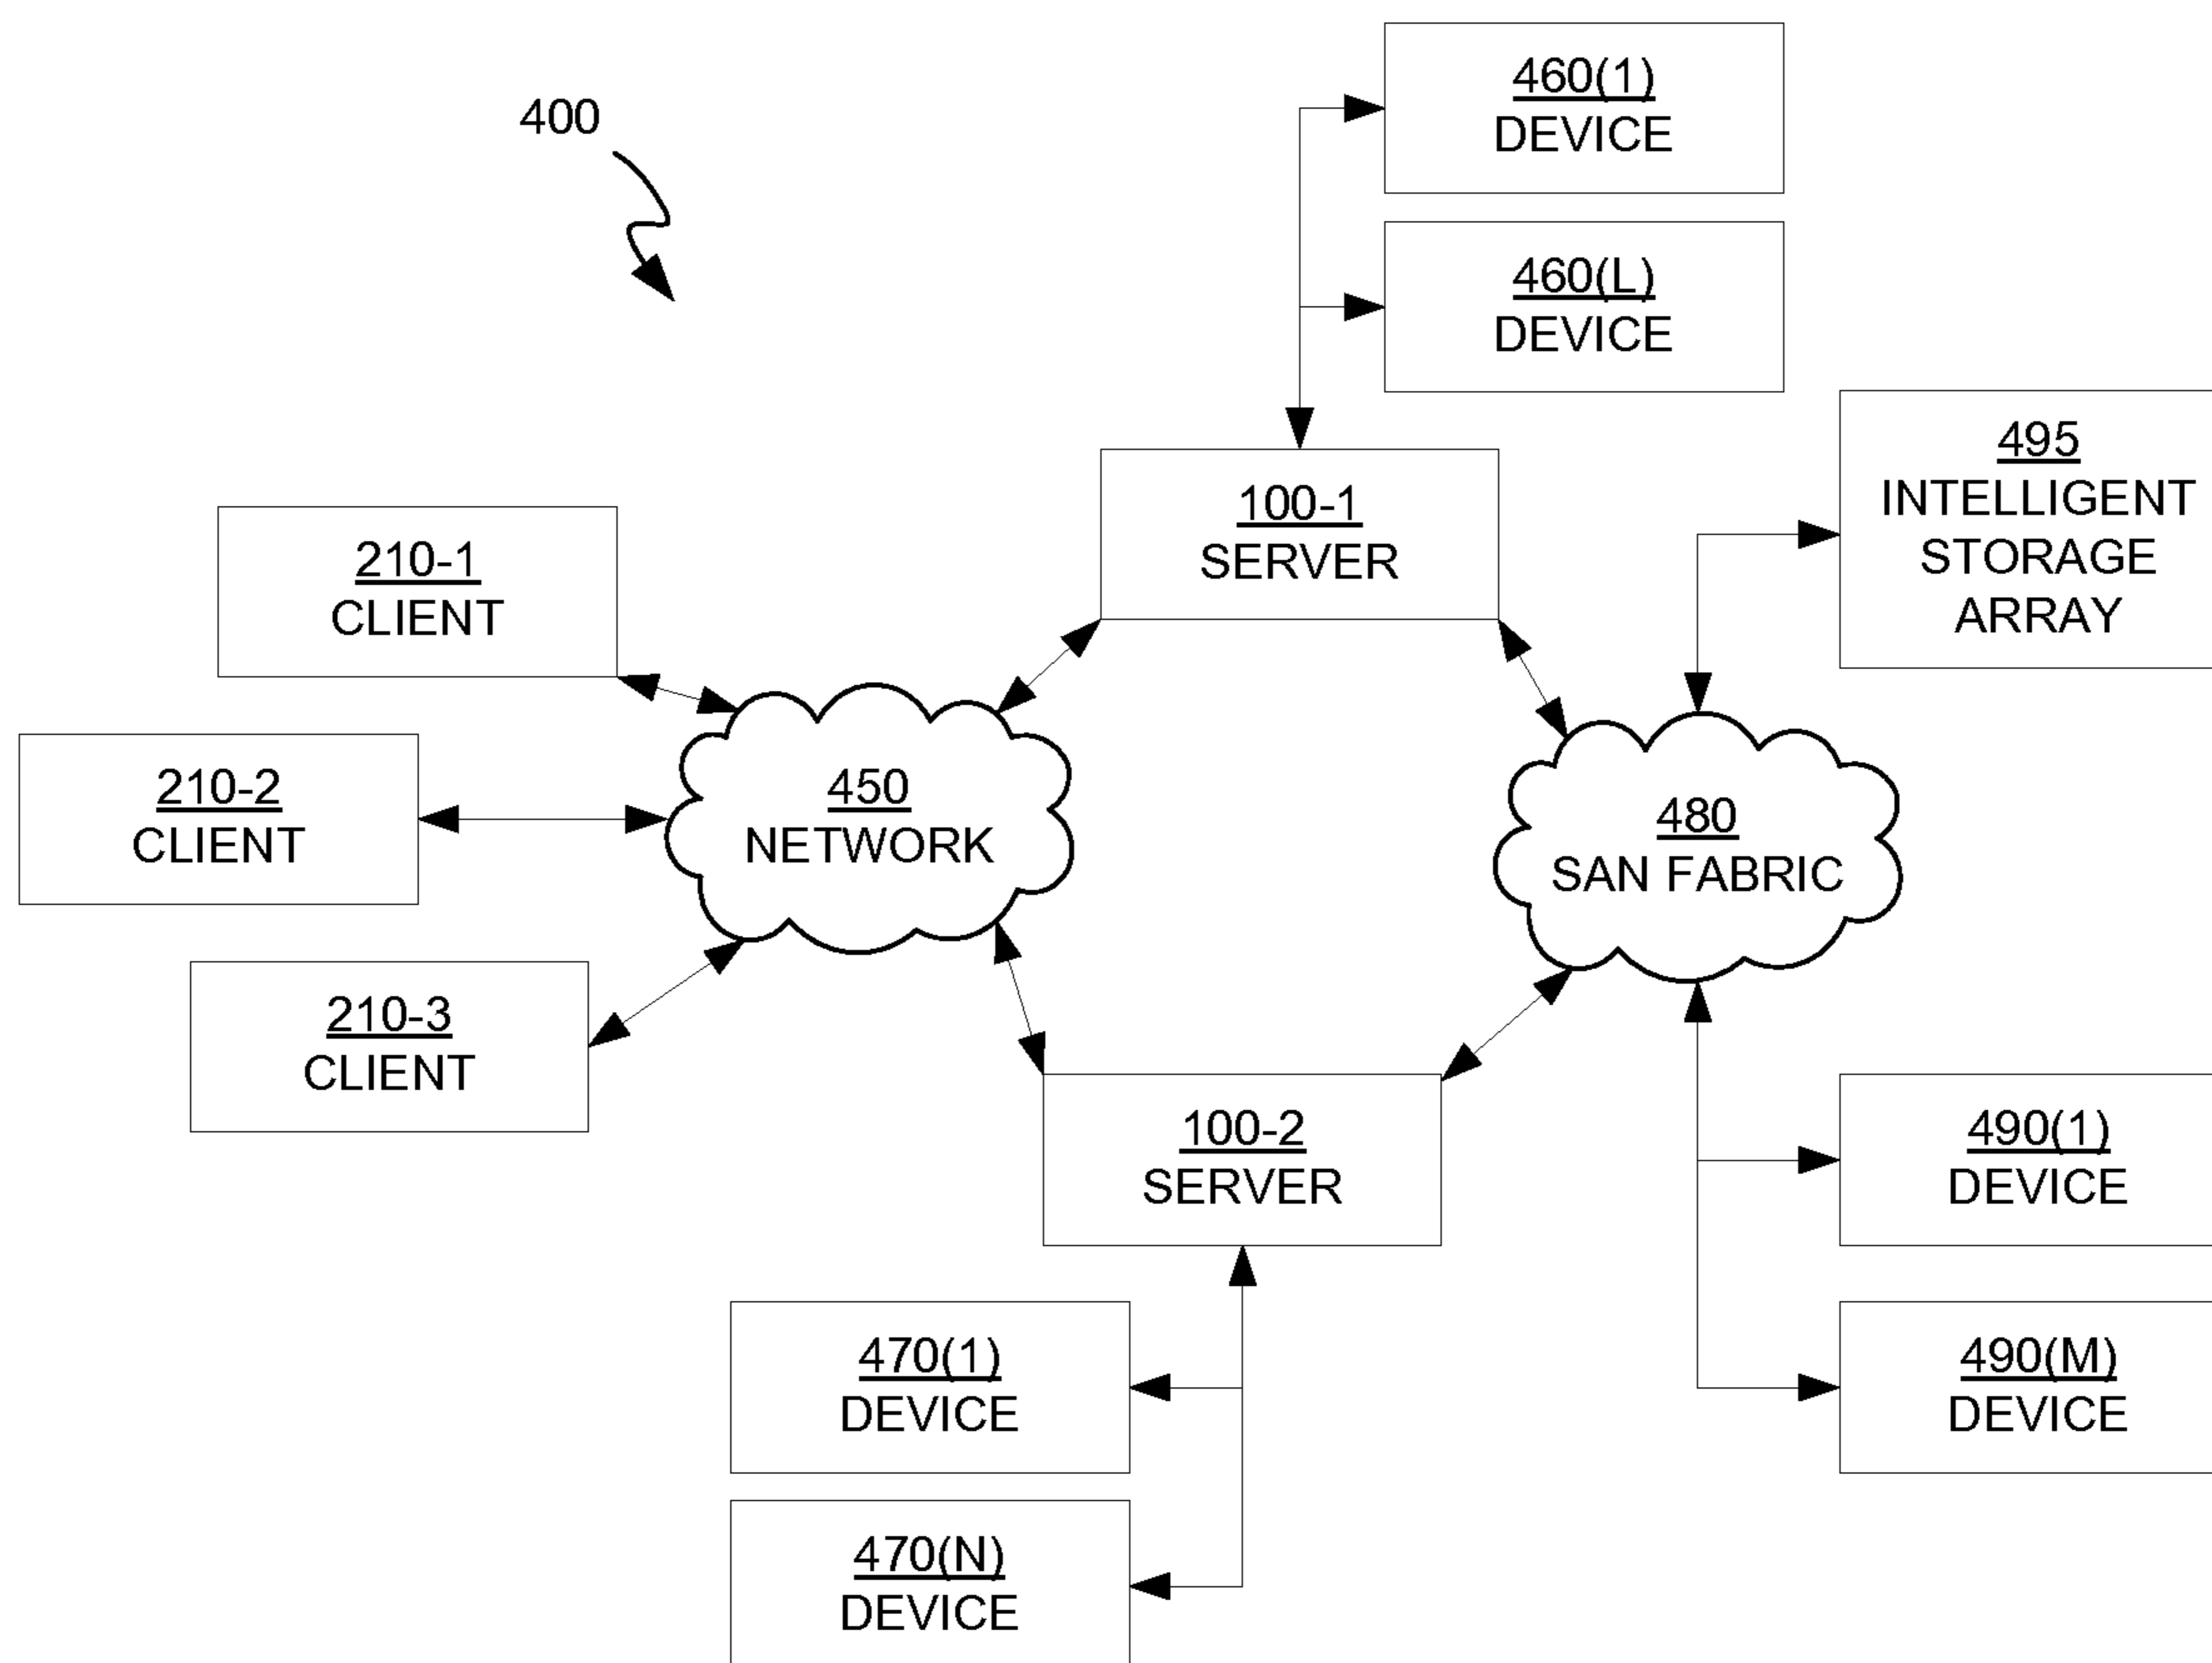 400
460(1)
DEVICE
460(L)
DEVICE
495
INTELLIGENT
STORAGE
ARRAY
100-1
SERVER
210-1
CLIENT
210-2
CLIENT
450
NETWORK
480
SAN FABRIC
210-3
CLIENT
100-2
SERVER
490(1)
DEVICE
470(1)
DEVICE
490(M)
DEVICE
470(N)
DEVICE